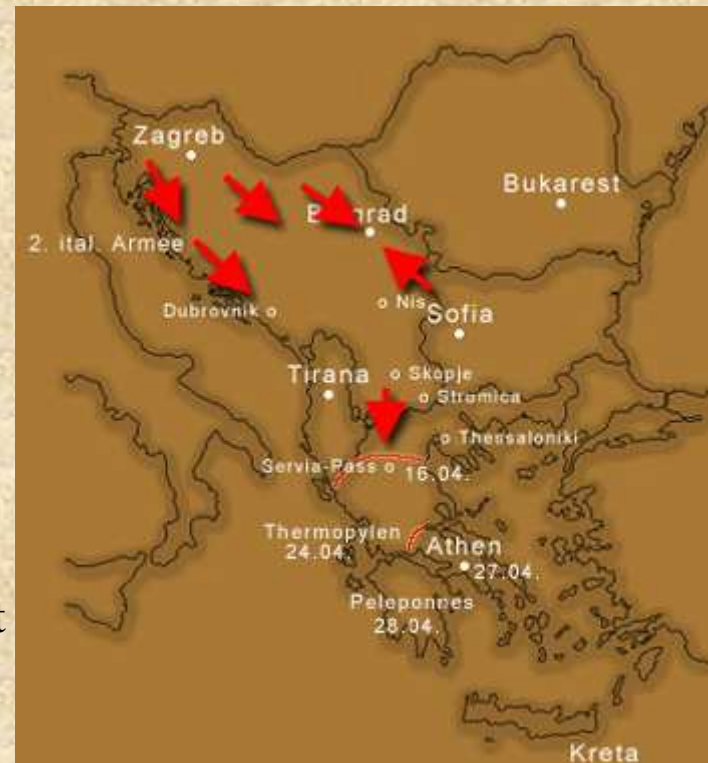 Zagreb
Bukarest
Belgrad
2. ital. Armee
Nis
Dubrovnik
Sofia
Tirana
Skopje
Strumica
Thessaloniki
Servia-Pass
16.04.
Thermopylen
24.04.
Athen
27.04.
Peleponnes
28.04.
t
Kreta